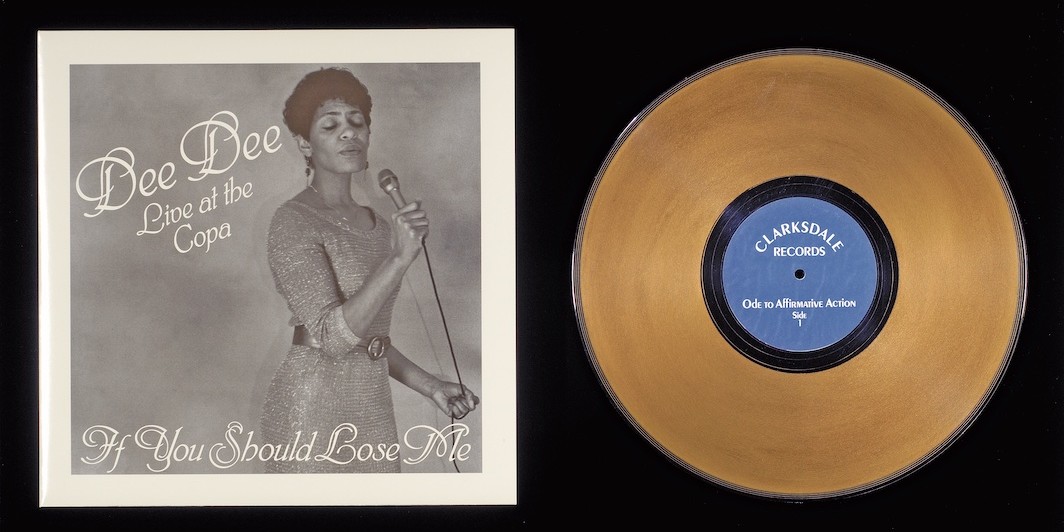 Dee Dee
Live at the
Copa
If You Should Lose Me
CLARKSDALE
RECORDS
Ode to Affirmative Action
Side
1